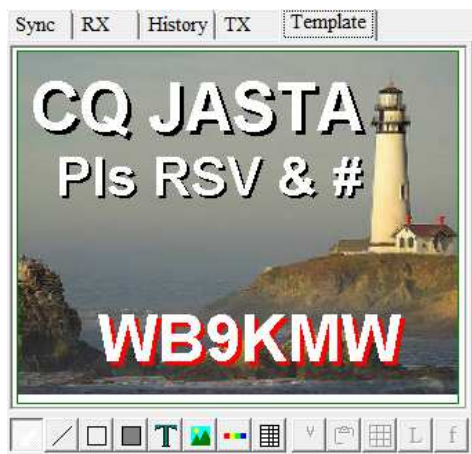 Sync RX History TX Template
CQ JASTA
Pls RSV & #
WB9KMW
T L f